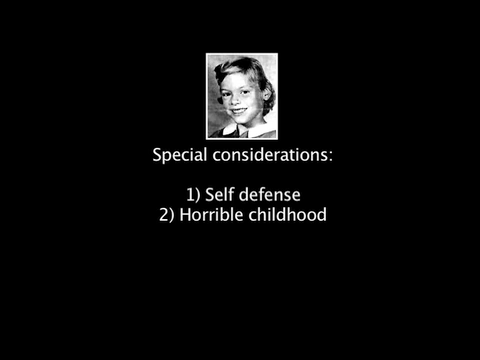 Special considerations:
1) Self defense
2) Horrible childhood